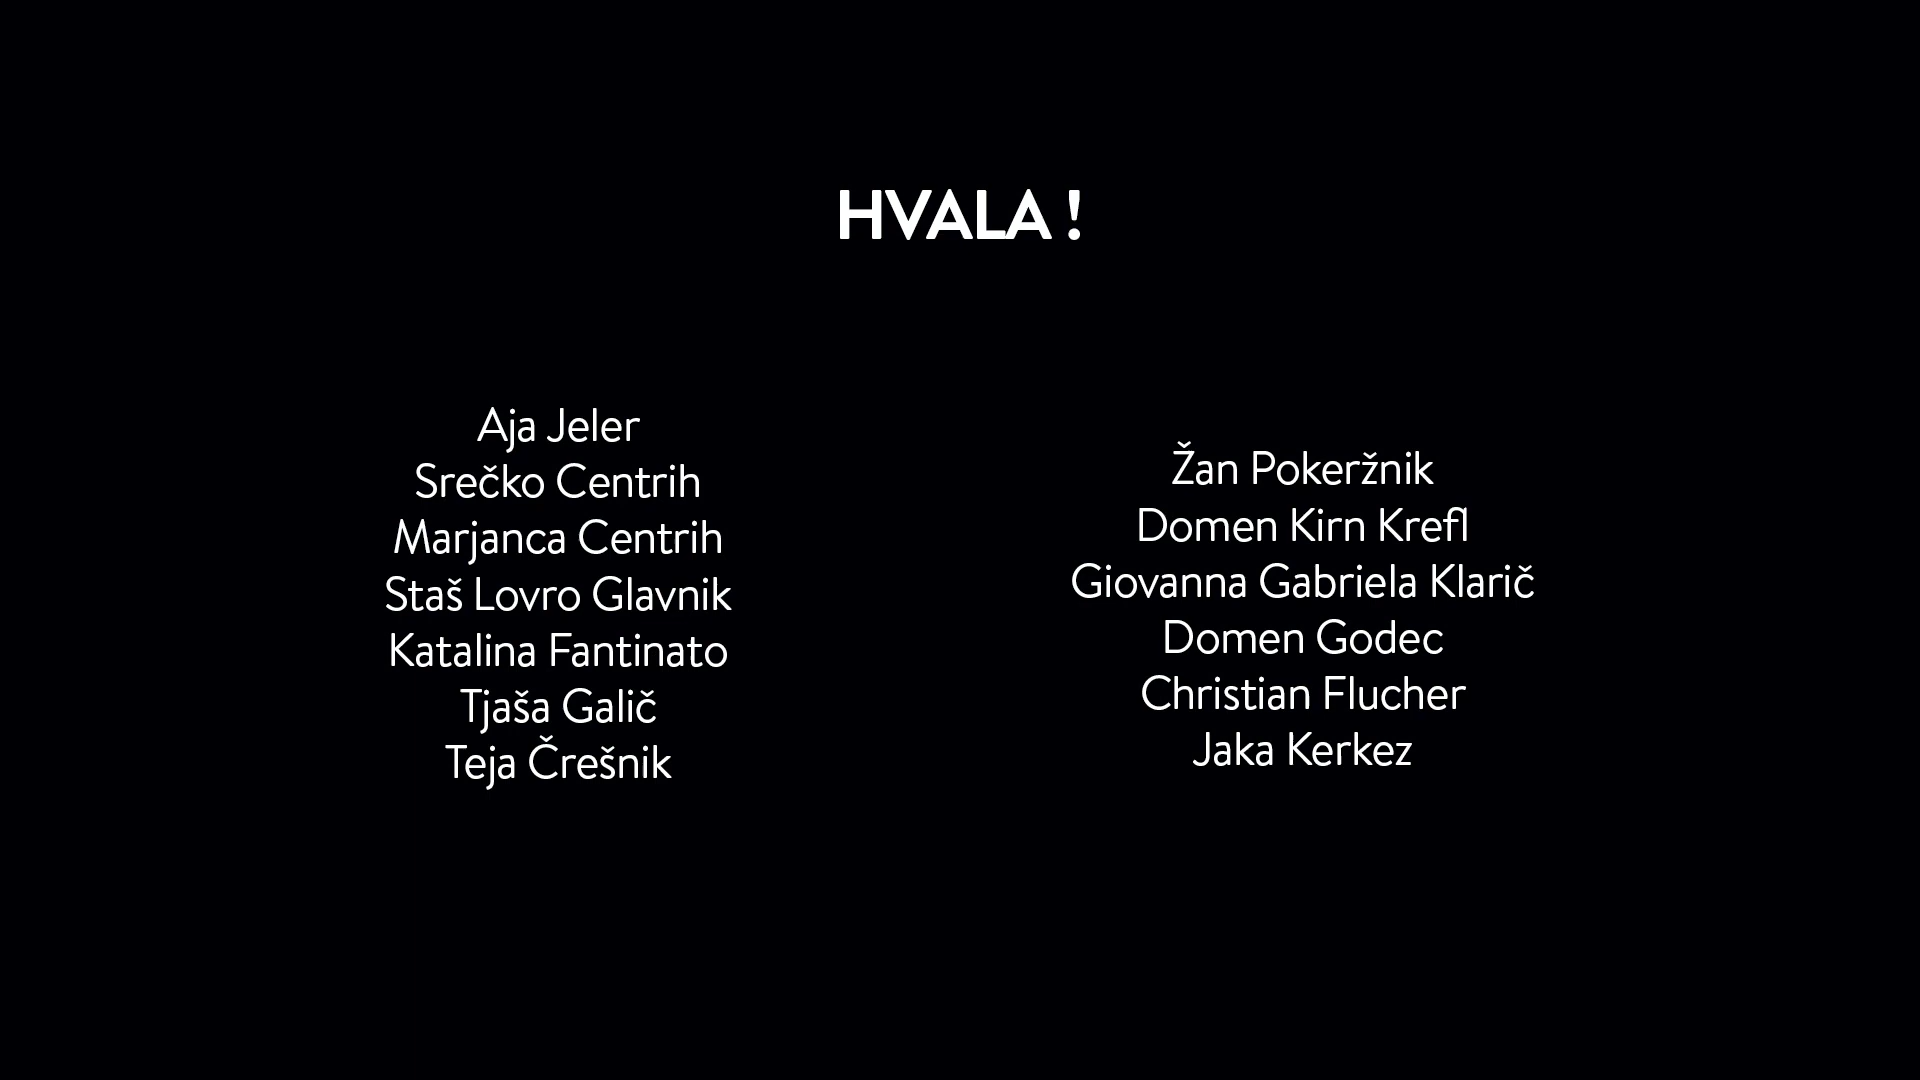 HVALA !
Aja Jeler
Srečko Centrih
Marjanca Centrih
Staš Lovro Glavnik
Katalina Fantinato
Tjaša Galič
Teja Črešnik
Žan Pokeržnik
Domen Kirn Krefl
Giovanna Gabriela Klarič
Domen Godec
Christian Flucher
Jaka Kerkez